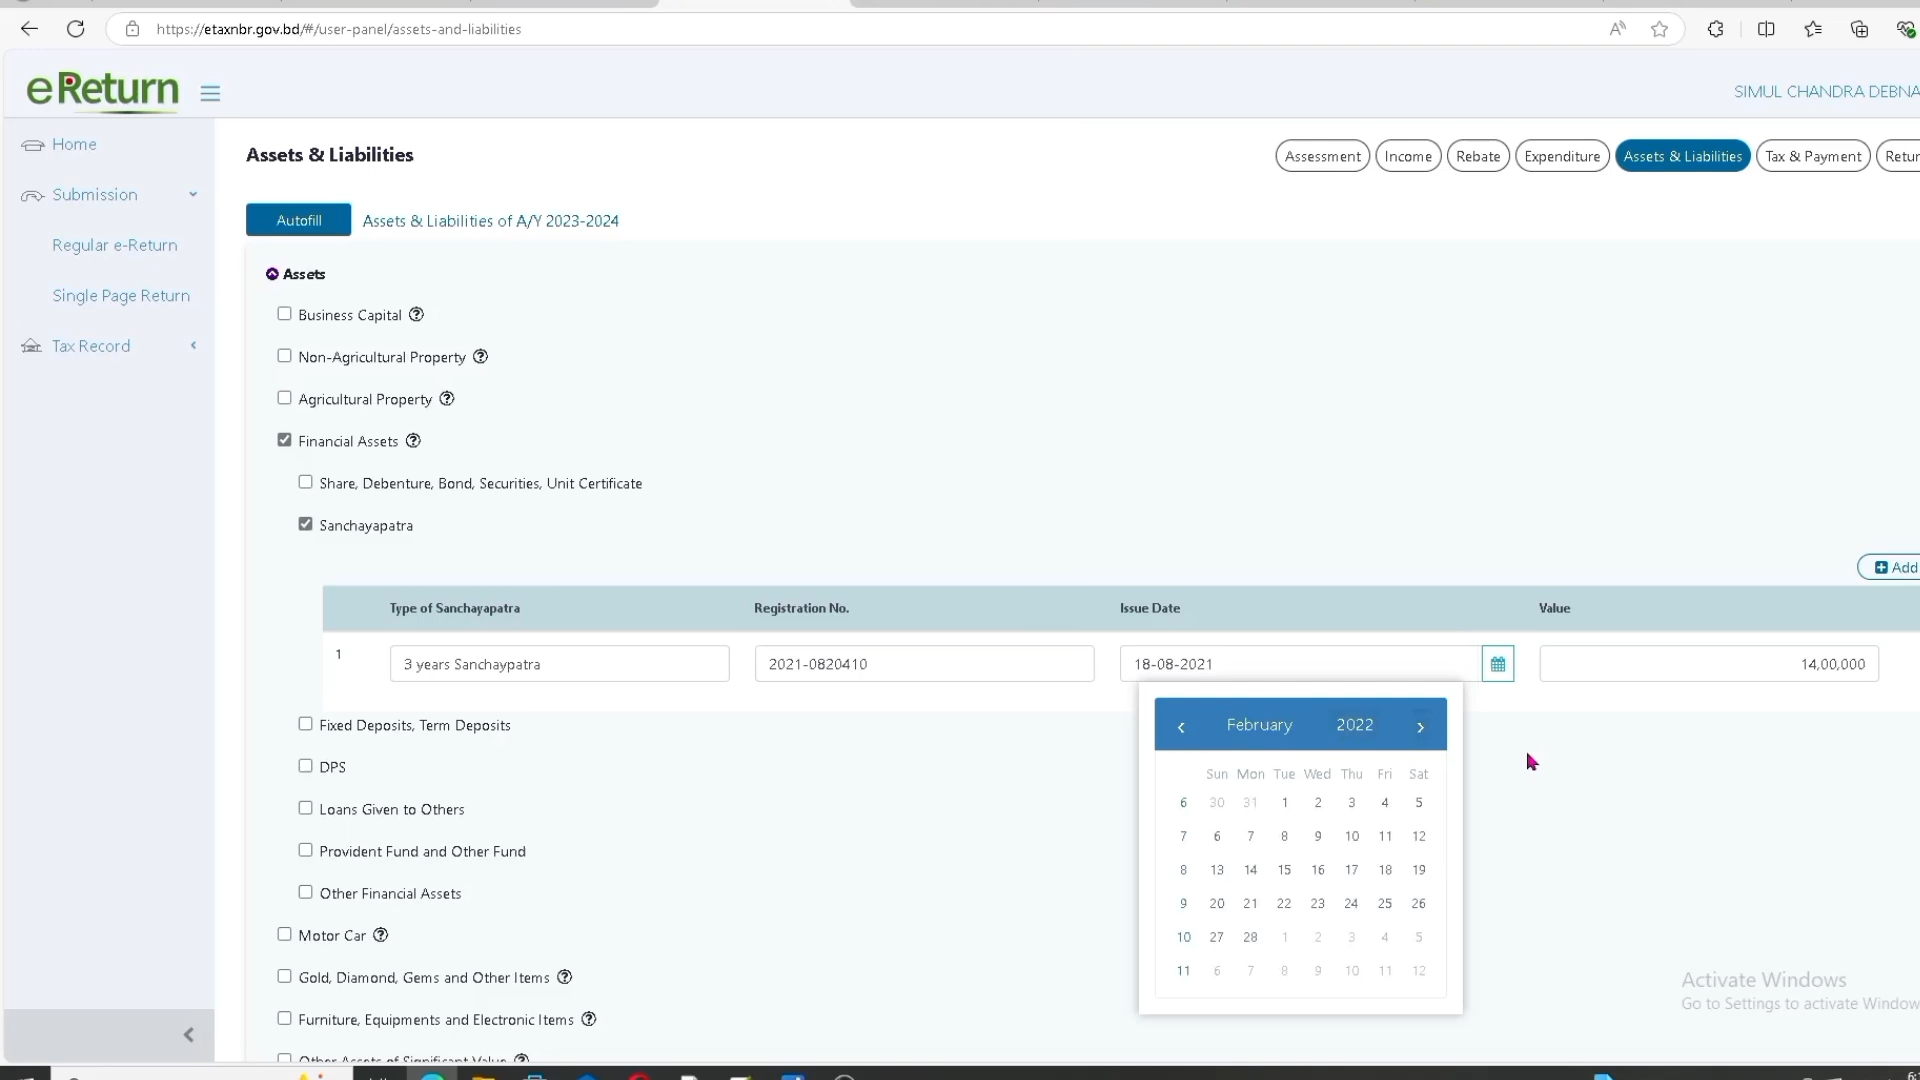 https://etaxnbr.gov.bd/#/user-panel/assets-and-liabilities
eReturn
SIMUL CHANDRA DEBNA
Home
Submission
Regular e-Return
Single Page Return
Tax Record
Assets & Liabilities
Assessment
Income
Rebate
Expenditure
Assets & Liabilities
Tax & Payment
Retur
Autofill
Assets & Liabilities of A/Y 2023-2024
Assets
Business Capital
Non-Agricultural Property
Agricultural Property
Financial Assets
Share, Debenture, Bond, Securities, Unit Certificate
Sanchayapatra
Add
Type of Sanchayapatra Registration No. Issue Date Value
1 3 years Sanchaypatra 2021-0820410 18-08-2021 14,00,000
Fixed Deposits, Term Deposits
DPS
Loans Given to Others
Provident Fund and Other Fund
Other Financial Assets
Motor Car
Gold, Diamond, Gems and Other Items
Furniture, Equipments and Electronic Items
Other Assets of Significant Value
February 2022
Sun Mon Tue Wed Thu Fri Sat
6 30 31 1 2 3 4 5
7 6 7 8 9 10 11 12
8 13 14 15 16 17 18 19
9 20 21 22 23 24 25 26
10 27 28 1 2 3 4 5
11 6 7 8 9 10 11 12
Activate Windows
Go to Settings to activate Window